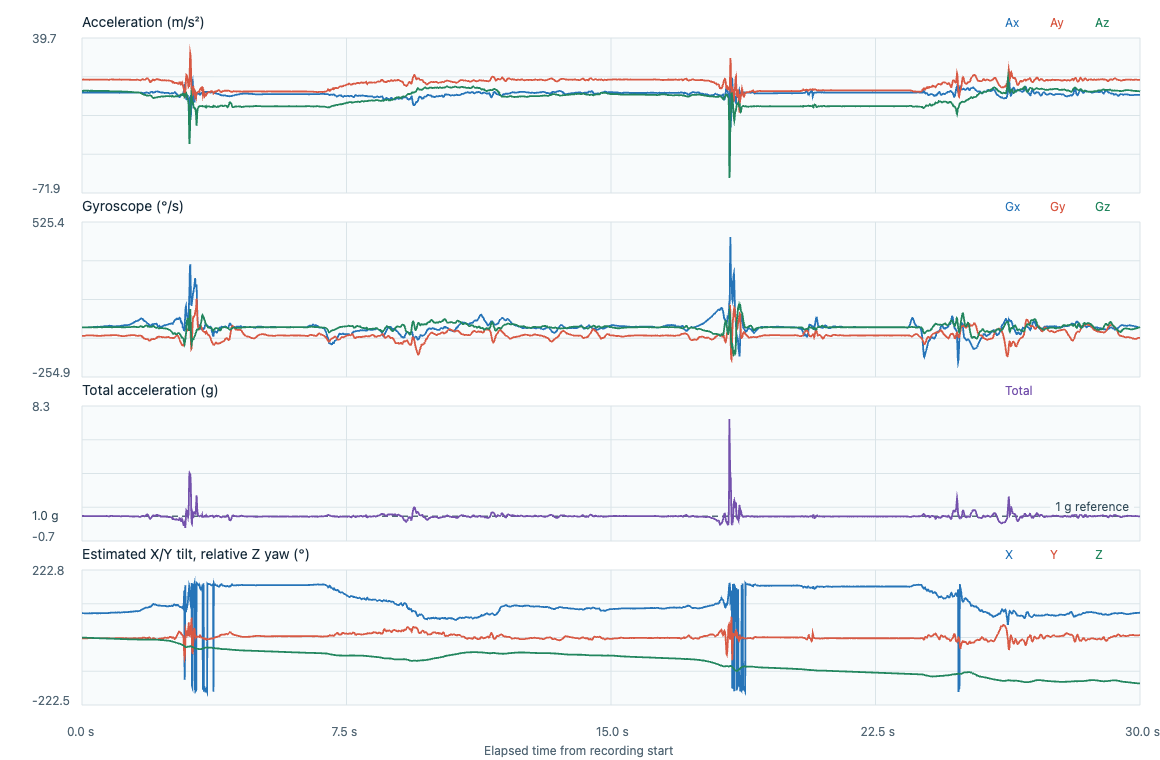 Acceleration (m/s²) Ax Ay Az
39.7
-71.9
Gyroscope (°/s) Gx Gy Gz
525.4
-254.9
Total acceleration (g) Total
8.3
1.0 g
1 g reference
-0.7
Estimated X/Y tilt, relative Z yaw (°) X Y Z
222.8
-222.5
0.0 s 7.5 s 15.0 s 22.5 s 30.0 s
Elapsed time from recording start